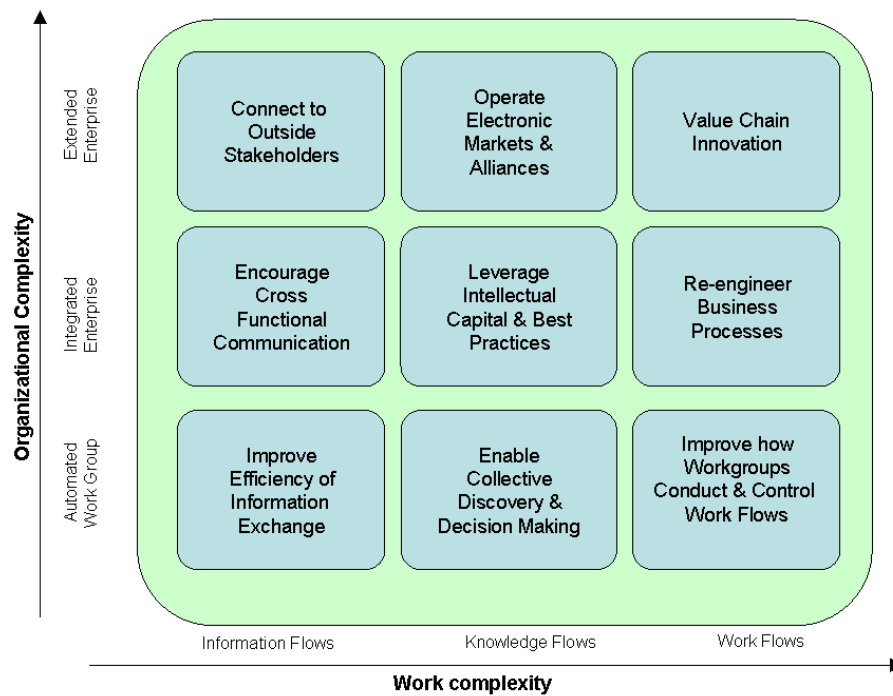 Organizational Complexity
Extended
Enterprise
Connect to
Outside
Stakeholders
Operate
Electronic
Markets &
Alliances
Value Chain
Innovation
Integrated
Enterprise
Encourage
Cross
Functional
Communication
Leverage
Intellectual
Capital & Best
Practices
Re-engineer
Business
Processes
Automated
Work Group
Improve
Efficiency of
Information
Exchange
Enable
Collective
Discovery &
Decision Making
Improve how
Workgroups
Conduct & Control
Work Flows
Information Flows
Knowledge Flows
Work Flows
Work complexity